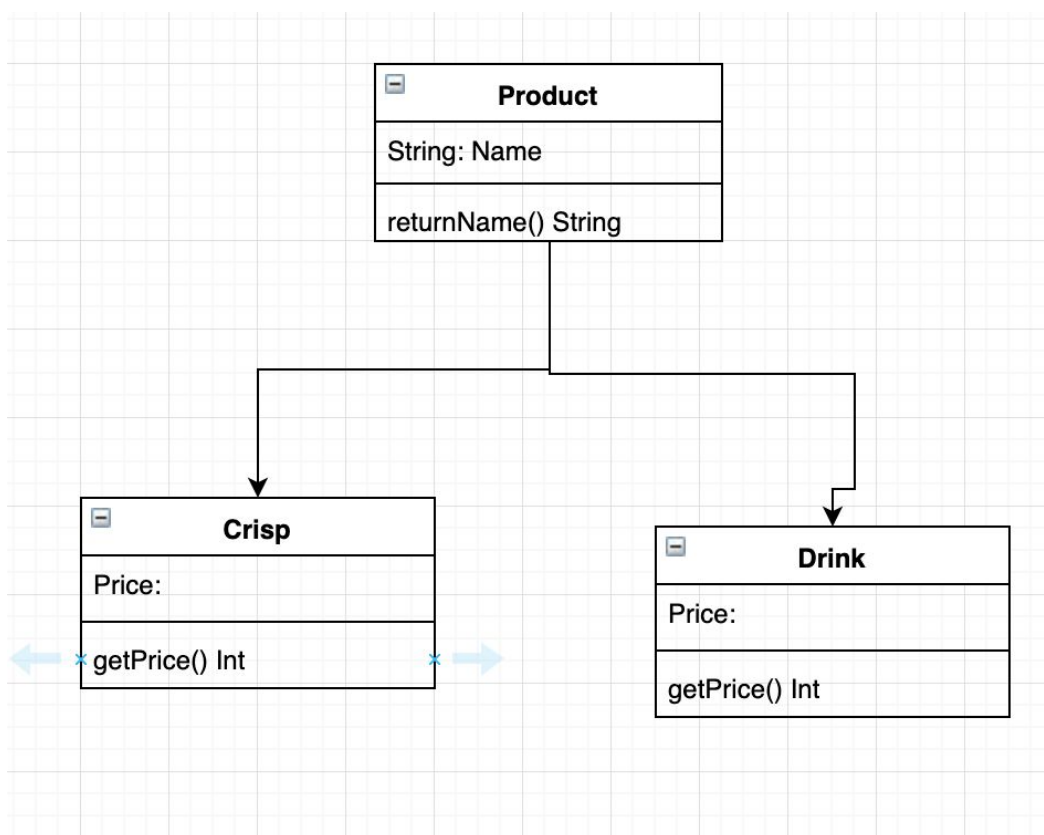 Product
String: Name
returnName() String
Crisp
Price:
getPrice() Int
Drink
Price:
getPrice() Int